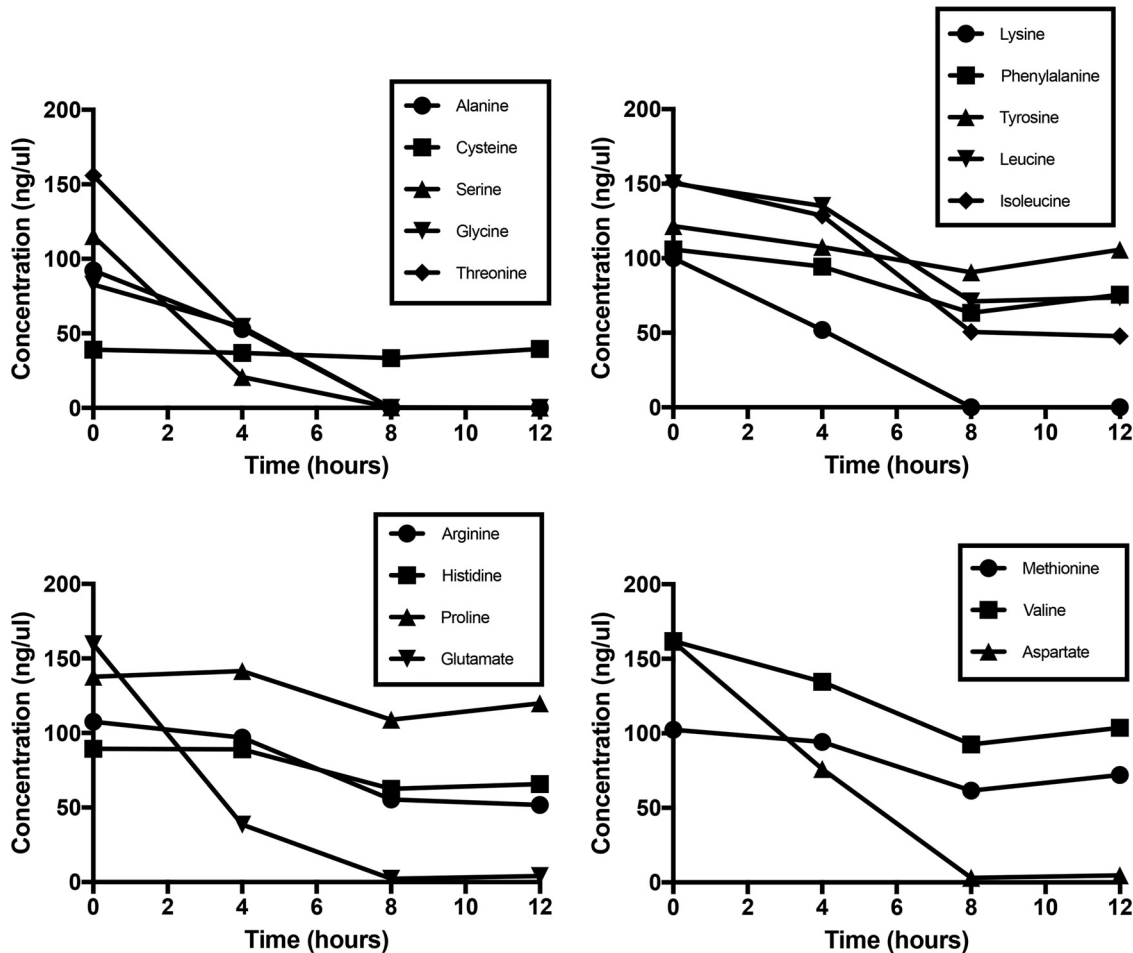 Alanine
Cysteine
Serine
Glycine
Threonine
Concentration (ng/ul)
200
150
100
50
0
0 2 4 6 8 10 12
Time (hours)
Lysine
Phenylalanine
Tyrosine
Leucine
Isoleucine
Concentration (ng/ul)
200
150
100
50
0
0 2 4 6 8 10 12
Time (hours)
Arginine
Histidine
Proline
Glutamate
Concentration (ng/ul)
200
150
100
50
0
0 2 4 6 8 10 12
Time (hours)
Methionine
Valine
Aspartate
Concentration (ng/ul)
200
150
100
50
0
0 2 4 6 8 10 12
Time (hours)